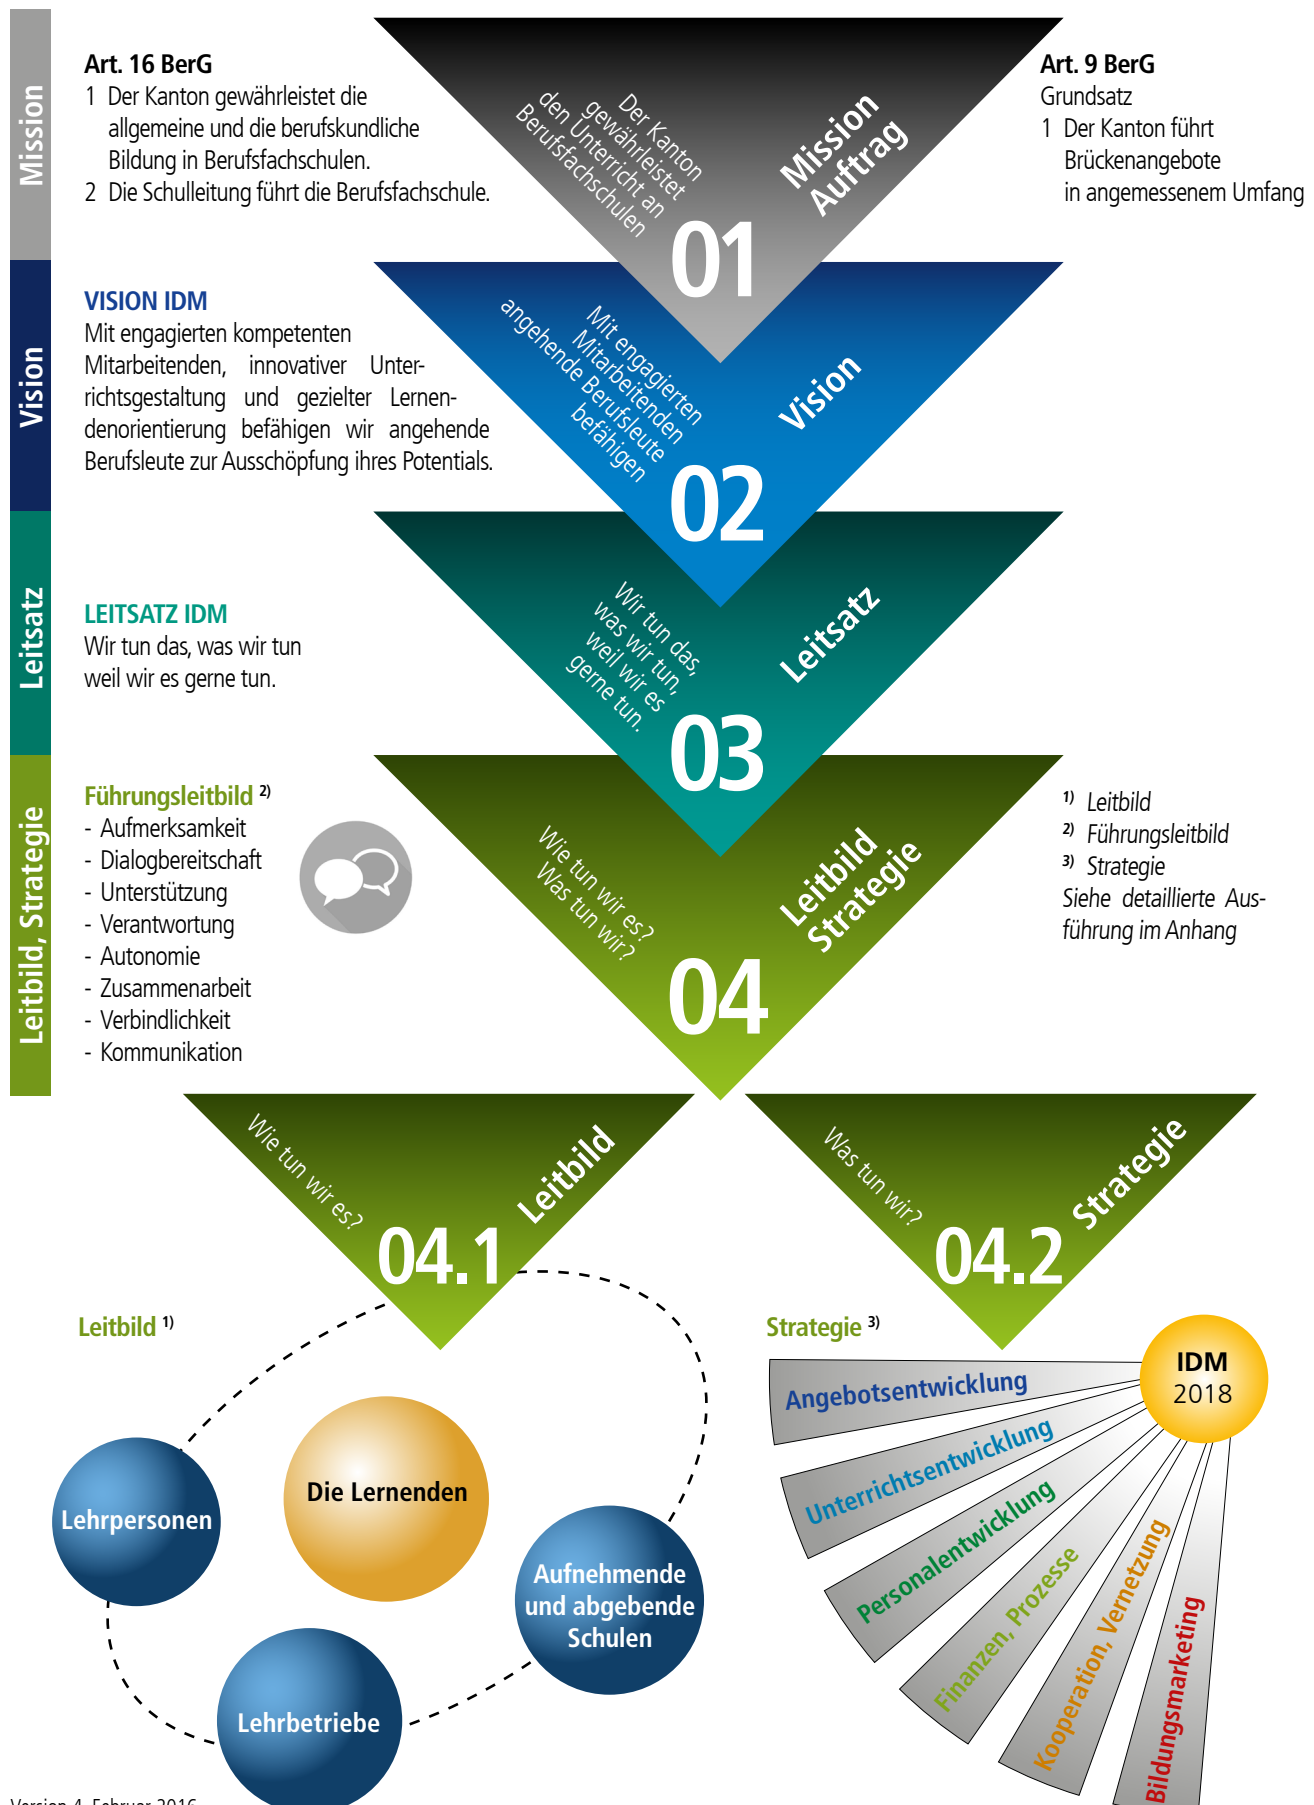 Mission
Art. 16 BerG
1 Der Kanton gewährleistet die
allgemeine und die berufskundliche
Bildung in Berufsfachschulen.
2 Die Schulleitung führt die Berufsfachschule.
Der Kanton
gewährleistet
den Unterricht an
Berufsfachschulen
Mission
Auftrag
01
Art. 9 BerG
Grundsatz
1 Der Kanton führt
Brückenangebote
in angemessenem Umfang
Vision
VISION IDM
Mit engagierten kompetenten
Mitarbeitenden, innovativer Unter-
richtsgestaltung und gezielter Lernen-
denorientierung befähigen wir angehende
Berufsleute zur Ausschöpfung ihres Potentials.
Mit engagierten
Mitarbeitenden
angehende Berufsleute
befähigen
Vision
02
Leitsatz
LEITSATZ IDM
Wir tun das, was wir tun
weil wir es gerne tun.
Wir tun das,
was wir tun,
weil wir es
gerne tun.
Leitsatz
03
Leitbild, Strategie
Führungsleitbild 2)
- Aufmerksamkeit
- Dialogbereitschaft
- Unterstützung
- Verantwortung
- Autonomie
- Zusammenarbeit
- Verbindlichkeit
- Kommunikation
Wie tun wir es?
Was tun wir?
Leitbild
Strategie
04
1) Leitbild
2) Führungsleitbild
3) Strategie
Siehe detaillierte Aus-
führung im Anhang
Wie tun wir es?
Leitbild
04.1
Was tun wir?
Strategie
04.2
Leitbild 1)
Die Lernenden
Lehrpersonen
Aufnehmende
und abgebende
Schulen
Lehrbetriebe
Strategie 3)
IDM
2018
Angebotsentwicklung
Unterrichtsentwicklung
Personalentwicklung
Finanzen, Prozesse
Kooperation, Vernetzung
Bildungsmarketing
Version 4, Februar 2016